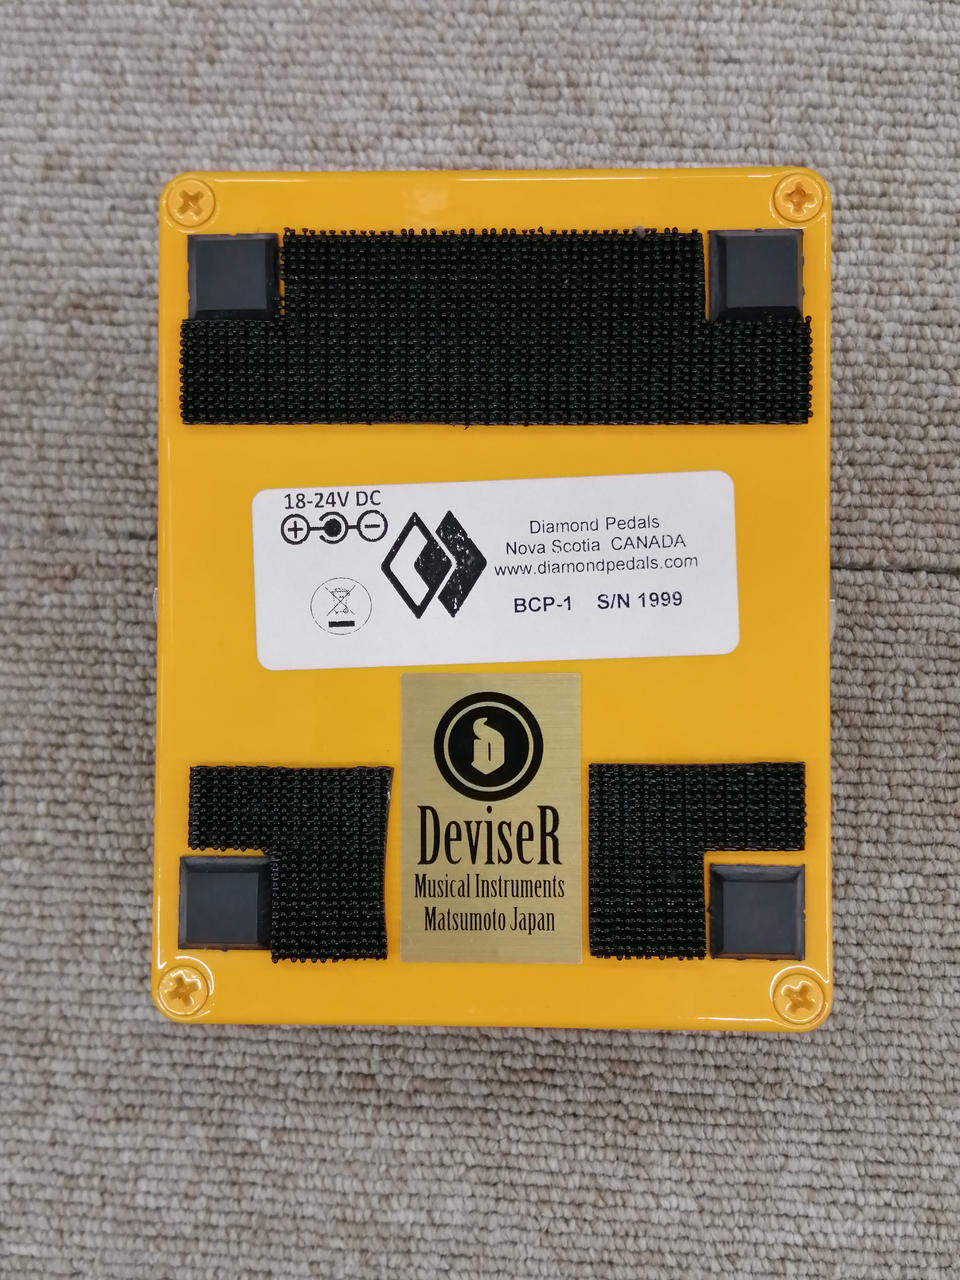 18-24V DC
Diamond Pedals
Nova Scotia CANADA
www.diamondpedals.com
BCP-1 S/N 1999
DeviseR
Musical Instruments
Matsumoto Japan